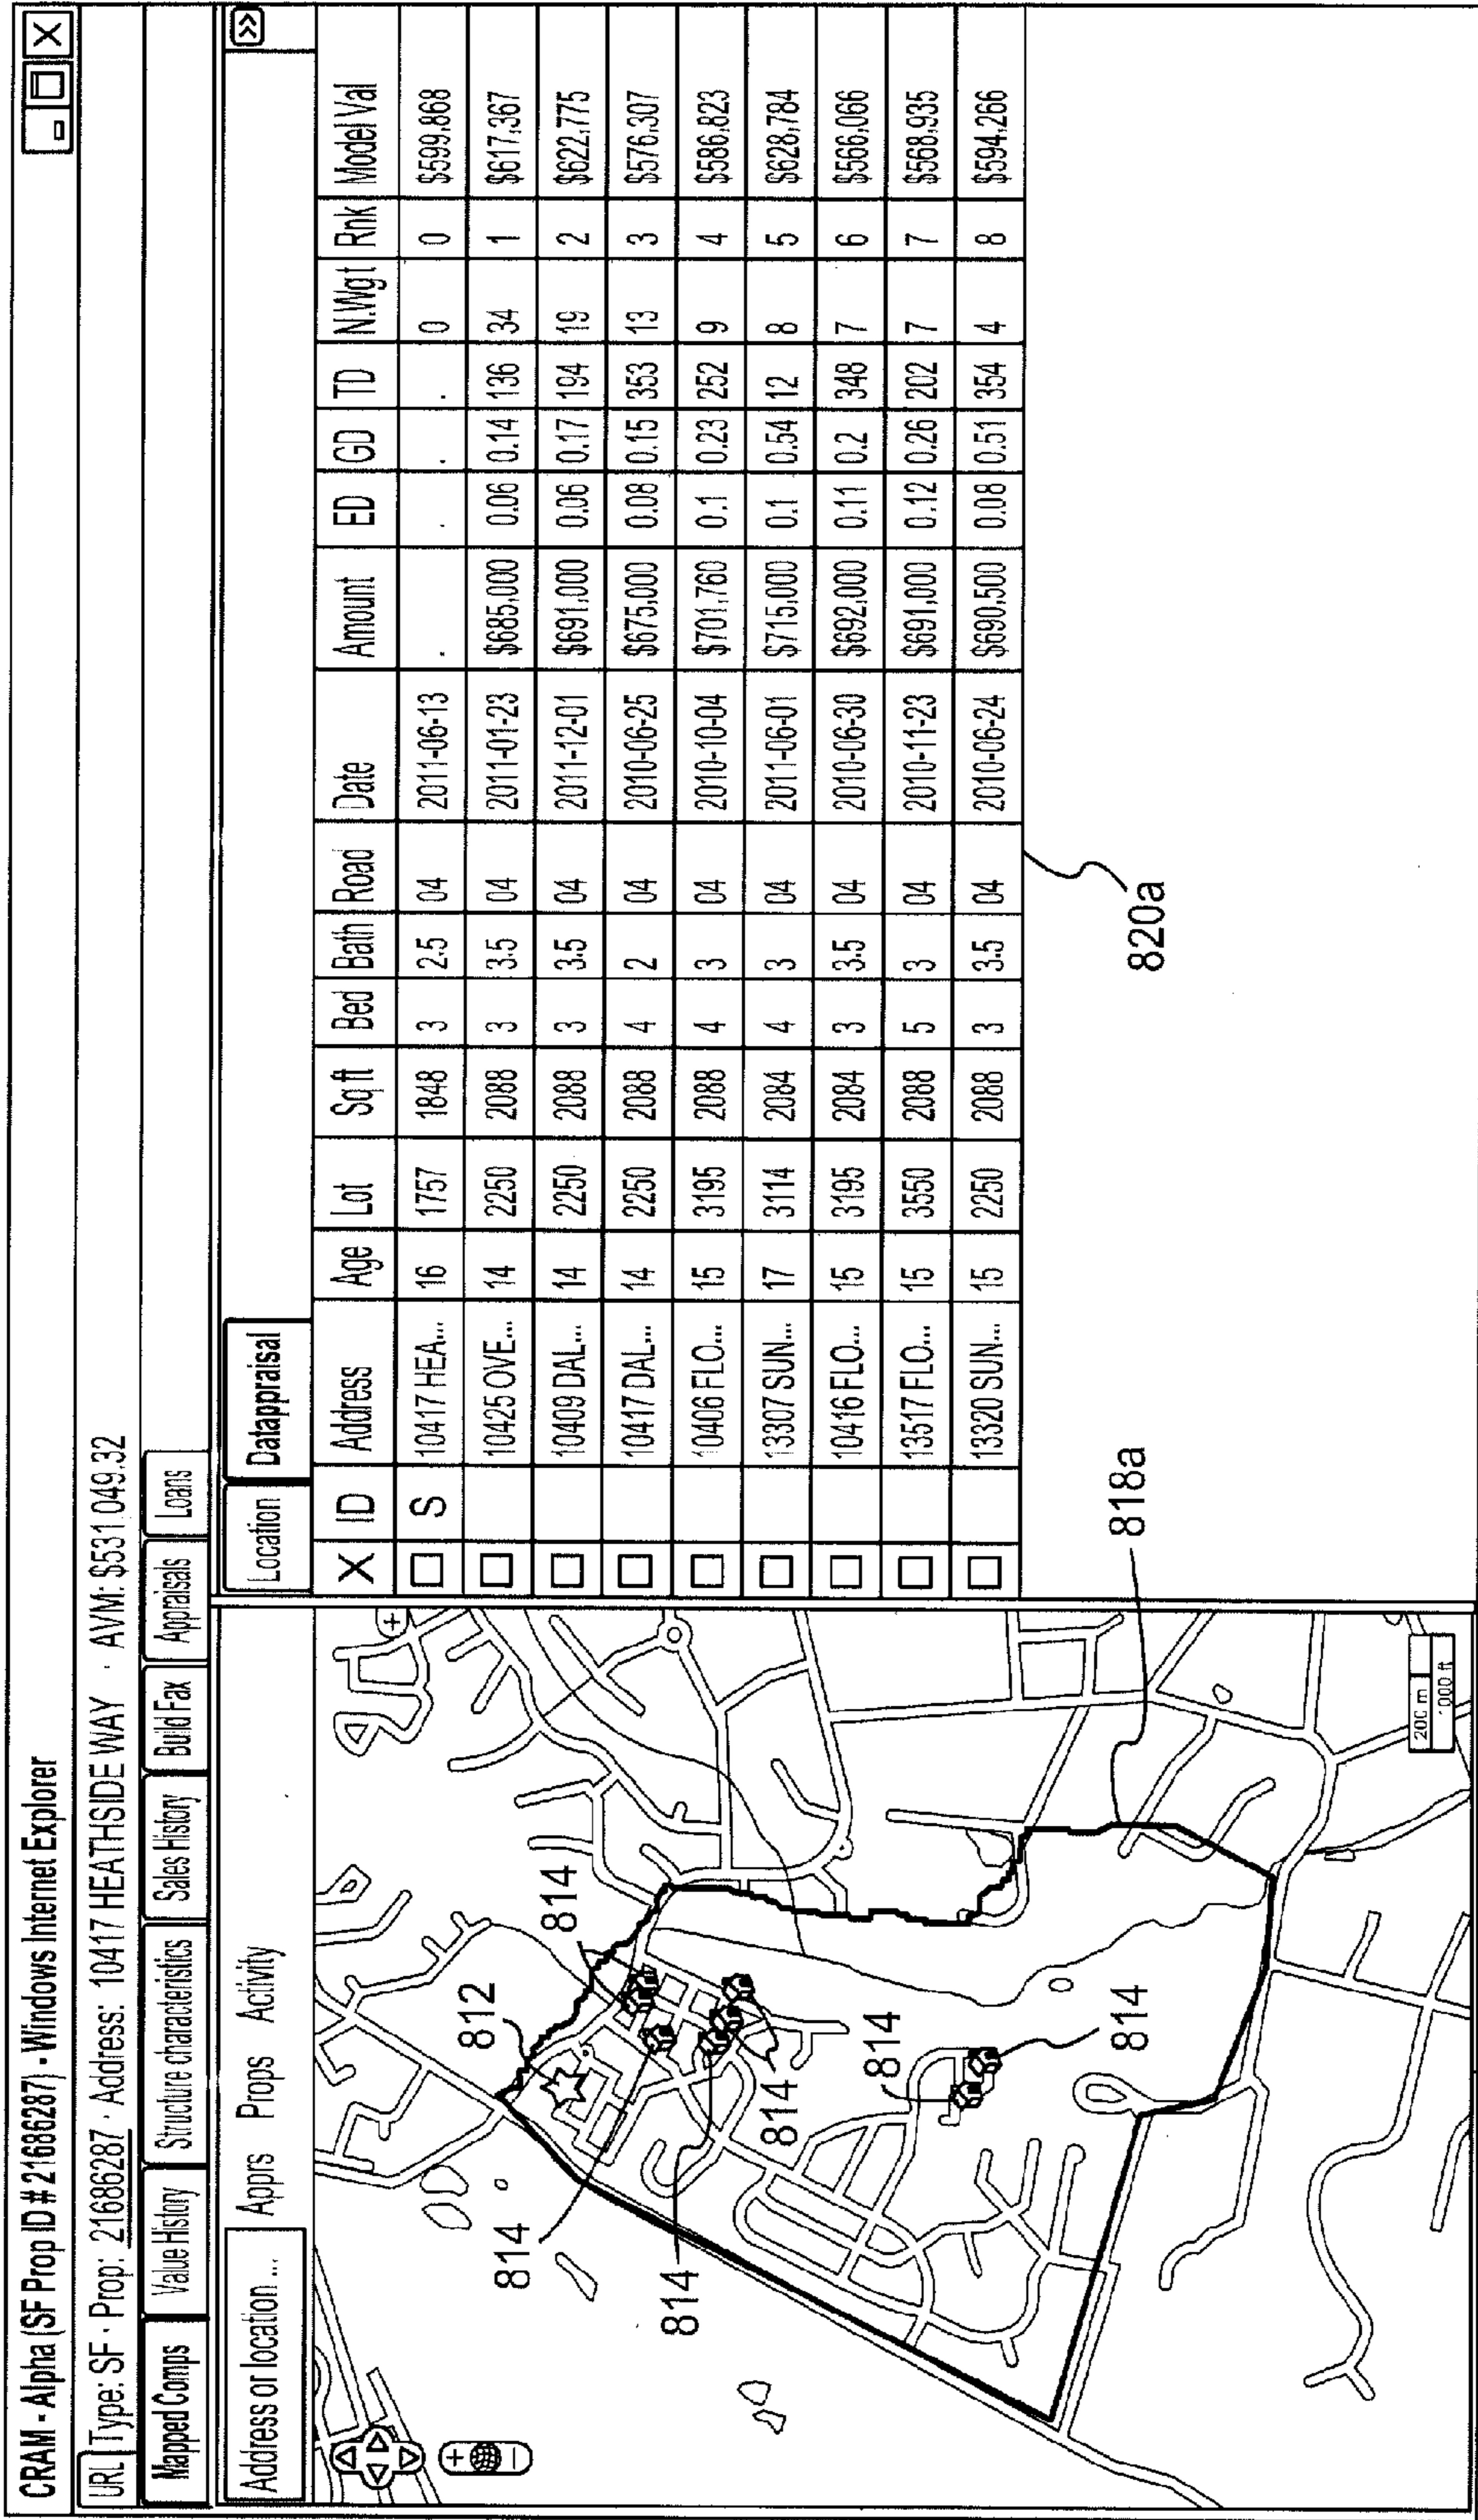 CRAM - Alpha (SF Prop ID # 21686287) - Windows Internet Explorer
URL Type: SF · Prop: 21686287 · Address: 10417 HEATHSIDE WAY · AVM: $531,049.32
Mapped Comps Value History Structure characteristics Sales History Build Fax Appraisals Loans
Address or location ... Apprs Props Activity
Location Datappraisal
X ID Address Age Lot Sq ft Bed Bath Road Date Amount ED GD TD N.Wgt Rnk Model Val
S 10417 HEA... 16 1757 1848 3 2.5 04 2011-06-13 . . . . 0 0 $599,868
10425 OVE... 14 2250 2088 3 3.5 04 2011-01-23 $685,000 0.06 0.14 136 34 1 $617,367
10409 DAL... 14 2250 2088 3 3.5 04 2011-12-01 $691,000 0.06 0.17 194 19 2 $622,775
10417 DAL... 14 2250 2088 4 2 04 2010-06-25 $675,000 0.08 0.15 353 13 3 $576,307
10406 FLO... 15 3195 2088 4 3 04 2010-10-04 $701,760 0.1 0.23 252 9 4 $586,823
13307 SUN... 17 3114 2084 4 3 04 2011-06-01 $715,000 0.1 0.54 12 8 5 $628,784
10416 FLO... 15 3195 2084 3 3.5 04 2010-06-30 $692,000 0.11 0.2 348 7 6 $566,066
13517 FLO... 15 3550 2088 5 3 04 2010-11-23 $691,000 0.12 0.26 202 7 7 $568,935
13320 SUN... 15 2250 2088 3 3.5 04 2010-06-24 $690,500 0.08 0.51 354 4 8 $594,266
820a
812
814
814
814
814
814
814
818a
200 m
1000 ft